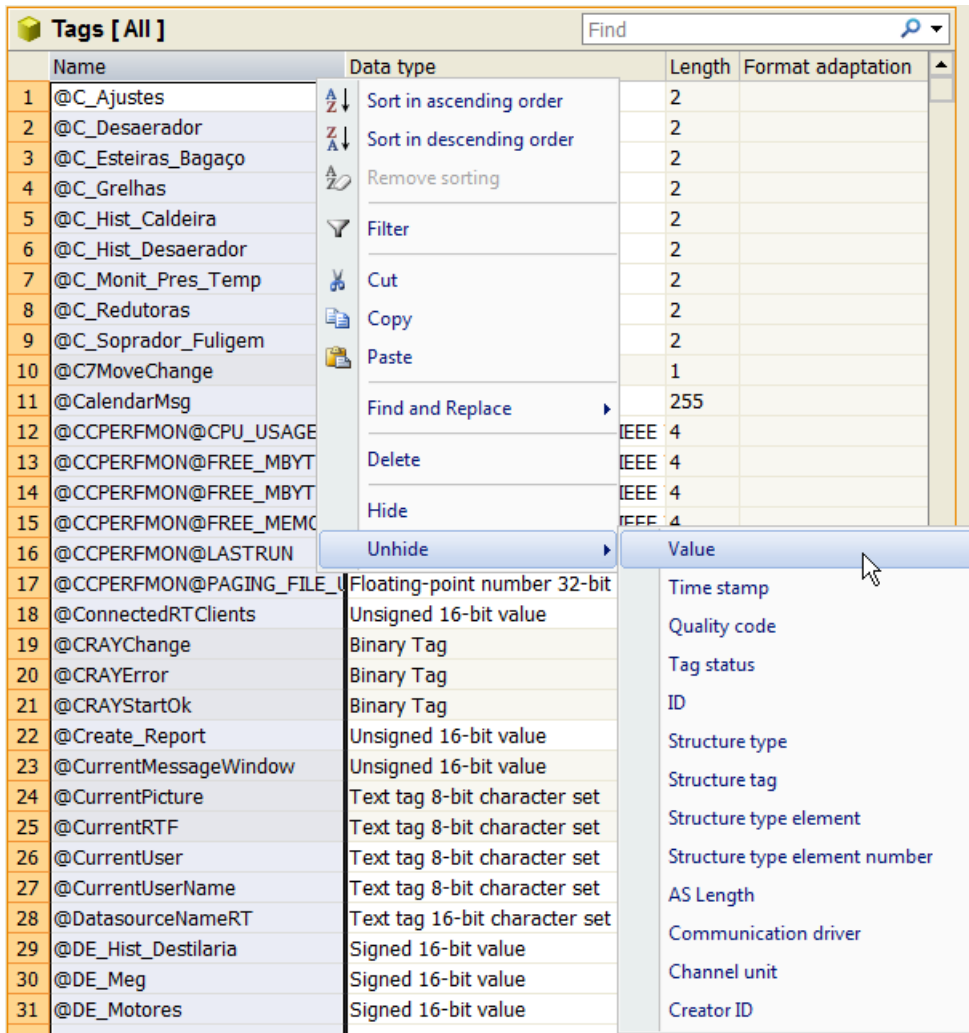 Tags [ All ]
Find
Name Data type Length Format adaptation
1 @C_Ajustes 2
2 @C_Desaerador 2
3 @C_Esteiras_Bagaço 2
4 @C_Grelhas 2
5 @C_Hist_Caldeira 2
6 @C_Hist_Desaerador 2
7 @C_Monit_Pres_Temp 2
8 @C_Redutoras 2
9 @C_Soprador_Fuligem 2
10 @C7MoveChange 1
11 @CalendarMsg 255
12 @CCPERFMON@CPU_USAGE IEEE 4
13 @CCPERFMON@FREE_MBYT IEEE 4
14 @CCPERFMON@FREE_MBYT IEEE 4
15 @CCPERFMON@FREE_MEMO IEEE 4
16 @CCPERFMON@LASTRUN
17 @CCPERFMON@PAGING_FILE_U Floating-point number 32-bit
18 @ConnectedRTClients Unsigned 16-bit value
19 @CRAYChange Binary Tag
20 @CRAYError Binary Tag
21 @CRAYStartOk Binary Tag
22 @Create_Report Unsigned 16-bit value
23 @CurrentMessageWindow Unsigned 16-bit value
24 @CurrentPicture Text tag 8-bit character set
25 @CurrentRTF Text tag 8-bit character set
26 @CurrentUser Text tag 8-bit character set
27 @CurrentUserName Text tag 8-bit character set
28 @DatasourceNameRT Text tag 16-bit character set
29 @DE_Hist_Destilaria Signed 16-bit value
30 @DE_Meg Signed 16-bit value
31 @DE_Motores Signed 16-bit value
Sort in ascending order
Sort in descending order
Remove sorting
Filter
Cut
Copy
Paste
Find and Replace
Delete
Hide
Unhide
Value
Time stamp
Quality code
Tag status
ID
Structure type
Structure tag
Structure type element
Structure type element number
AS Length
Communication driver
Channel unit
Creator ID